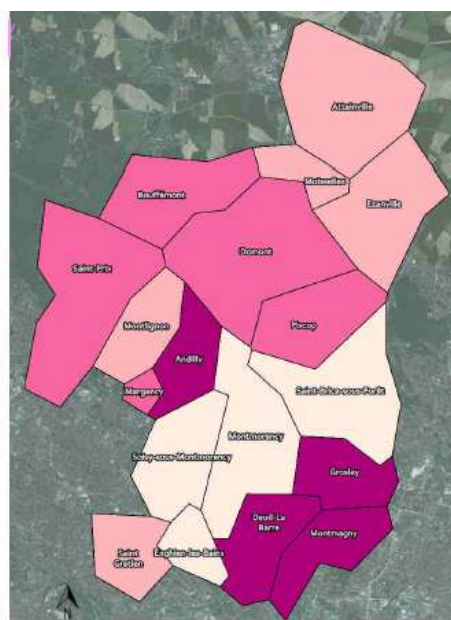 Attainville
Moisselles
Ezanville
Bouffémont
Domont
Saint-Prix
Piscop
Montlignon
Andilly
Margency
Saint-Brice-sous-Forêt
Montmorency
Soisy-sous-Montmorency
Groslay
Deuil-La
Barre
Montmagny
Saint
Gratien
Enghien-les-Bains
N